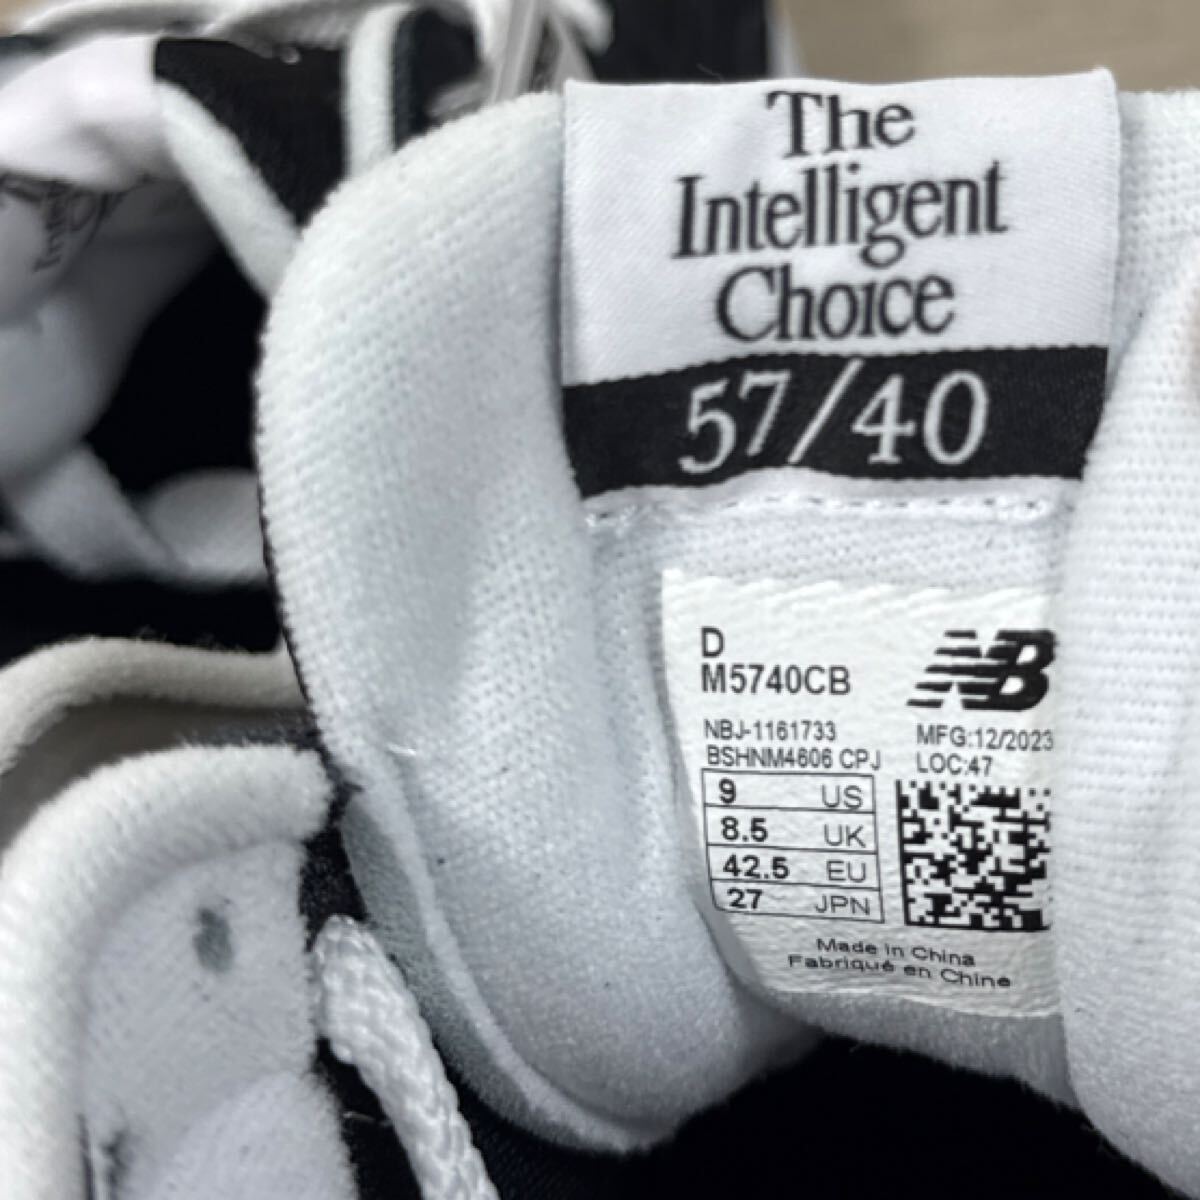 The
Intelligent
Choice
57/40
D
M5740CB
NB
NBJ-1161733
MFG:12/2023
BSHNM4606 CPJ
LOC:47
9 US
8.5 UK
42.5 EU
27 JPN
Made in China
Fabriqué en Chine